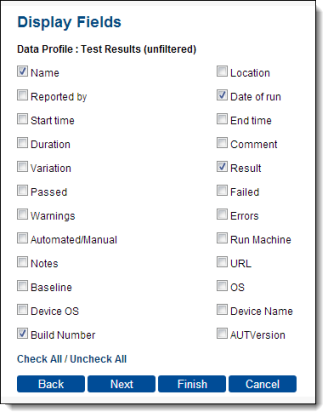 Display Fields
Data Profile : Test Results (unfiltered)
Name Location
Reported by Date of run
Start time End time
Duration Comment
Variation Result
Passed Failed
Warnings Errors
Automated/Manual Run Machine
Notes URL
Baseline OS
Device OS Device Name
Build Number AUTVersion
Check All / Uncheck All
Back Next Finish Cancel